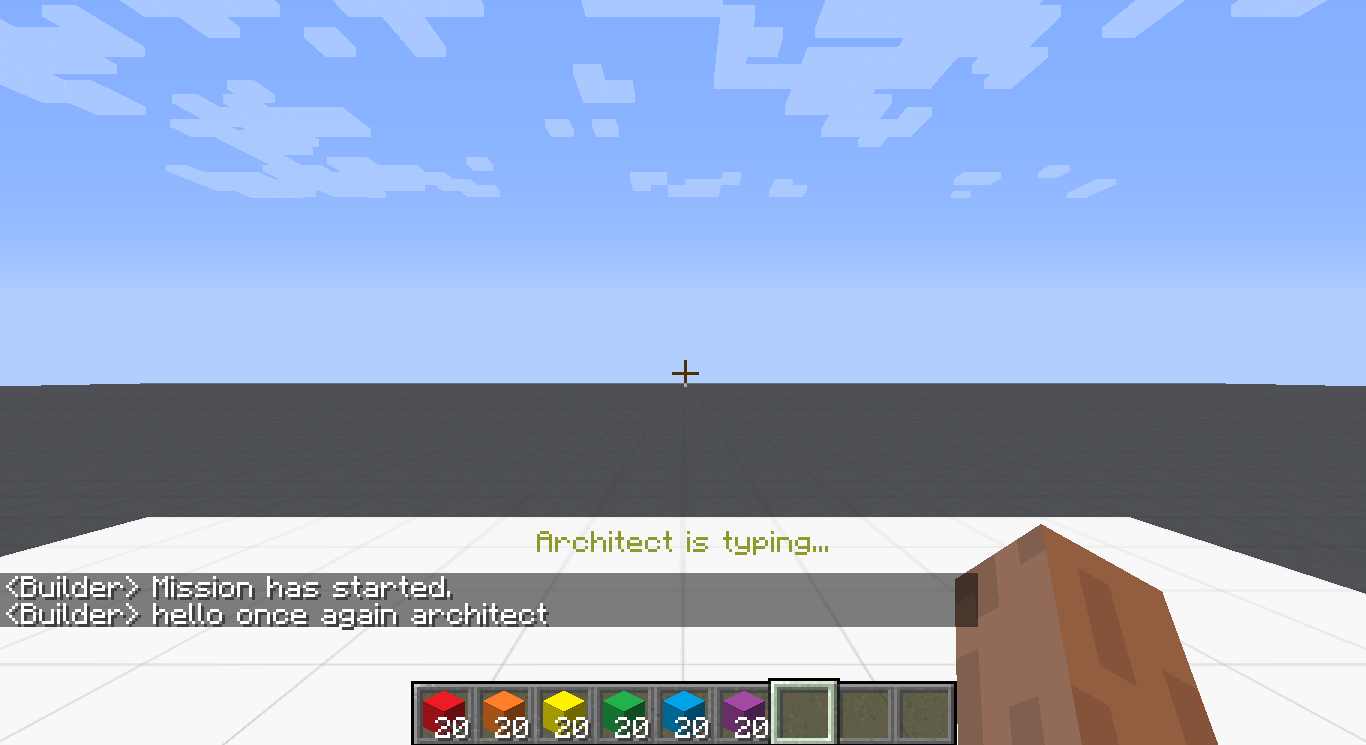 Architect is typing...
<Builder> Mission has started.
<Builder> hello once again architect
20 20 20 20 20 20